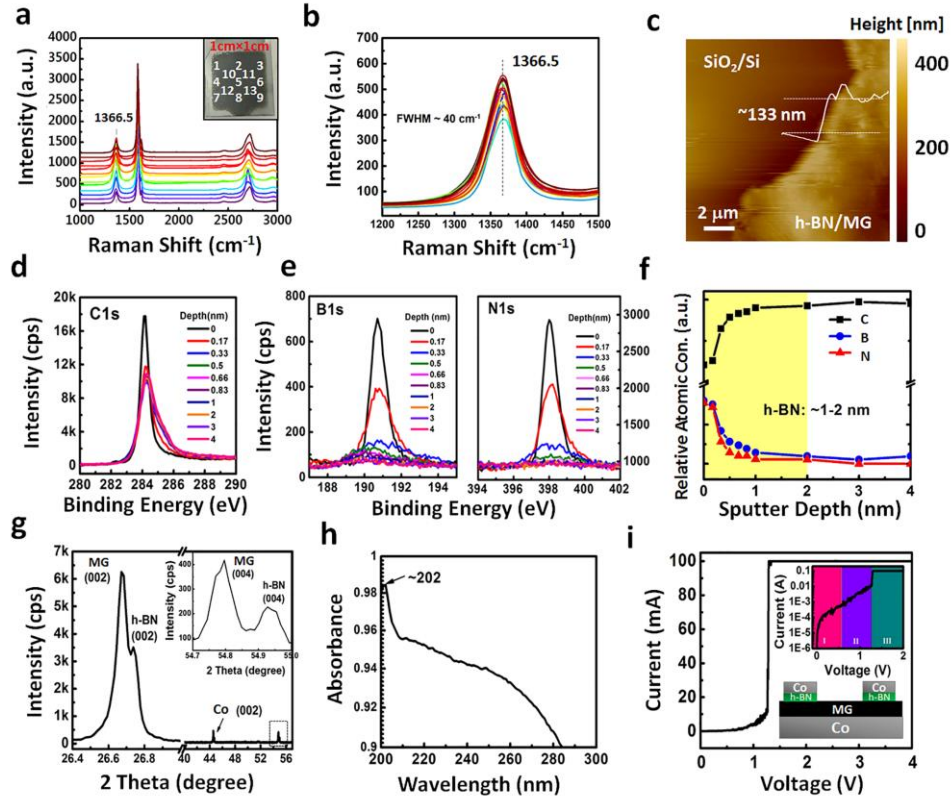 a
Intensity (a.u.)
4000
3500
3000
2500
2000
1500
1000
500
0
1366.5
1cm×1cm
1 2 3
10 11
4 5 6
12 13
7 8 9
1000 1500 2000 2500 3000
Raman Shift (cm⁻¹)
b
Intensity (a.u.)
700
600
500
400
300
200
100
1366.5
FWHM ~ 40 cm⁻¹
1200 1250 1300 1350 1400 1450 1500
Raman Shift (cm⁻¹)
c
Height [nm]
SiO₂/Si
~133 nm
2 μm
h-BN/MG
400
200
0
d
Intensity (cps)
20k
16k
12k
8k
4k
0
C1s
Depth(nm)
0
0.17
0.33
0.5
0.66
0.83
1
2
3
4
280 282 284 286 288 290
Binding Energy (eV)
e
Intensity (cps)
800
600
400
200
0
B1s
Depth(nm)
0
0.17
0.33
0.5
0.66
0.83
1
2
3
4
188 190 192 194
Binding Energy (eV)
N1s
Depth(nm)
0
0.17
0.33
0.5
0.66
0.83
1
2
3
4
3000
2500
2000
1500
1000
394 396 398 400 402
Binding Energy (eV)
f
Relative Atomic Con. (a.u.)
C
B
N
h-BN: ~1-2 nm
0 1 2 3 4
Sputter Depth (nm)
g
Intensity (cps)
7k
6k
5k
4k
3k
2k
1k
0
MG
(002)
h-BN
(002)
Co (002)
Intensity (cps)
400
300
200
100
MG
(004)
h-BN
(004)
54.7 54.8 54.9 55.0
2 Theta (degree)
26.4 26.6 26.8 40 44 48 52 56
2 Theta (degree)
h
Absorbance
1
0.98
0.96
0.94
0.92
0.9
~202
200 220 240 260 280 300
Wavelength (nm)
i
Current (mA)
100
80
60
40
20
0
Current (A)
0.1
0.01
1E-3
1E-4
1E-5
1E-6
I II III
0 1 2
Voltage (V)
Co Co
h-BN h-BN
MG
Co
0 1 2 3 4
Voltage (V)